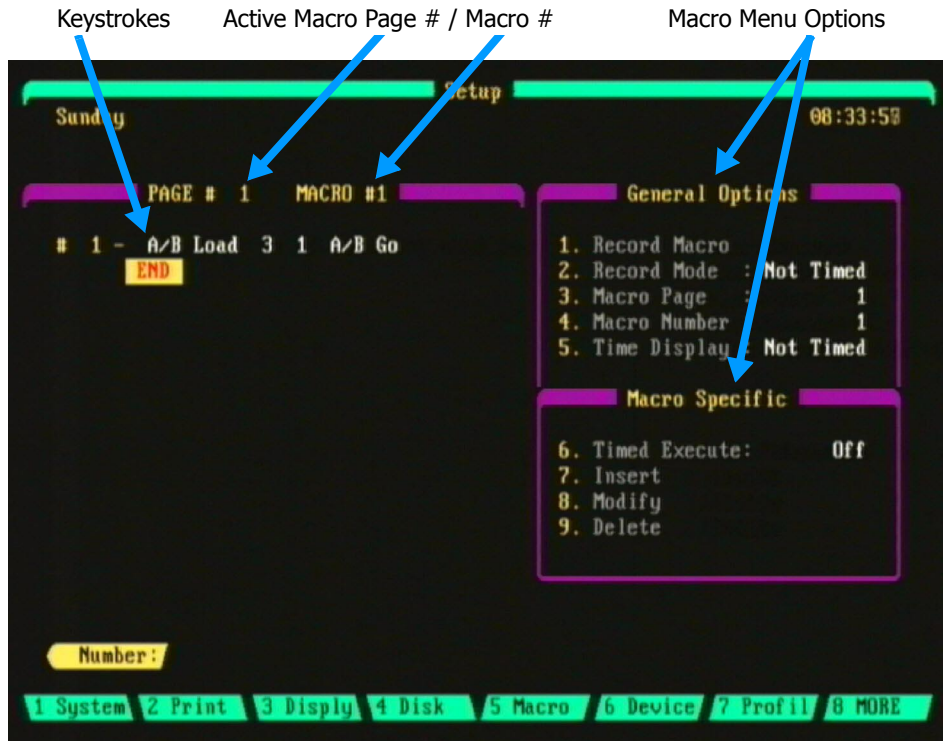 Keystrokes Active Macro Page # / Macro # Macro Menu Options
Setup
Sunday 08:33:5
PAGE # 1 MACRO #1
General Options
# 1 - A/B Load 3 1 A/B Go
END
1. Record Macro
2. Record Mode : Not Timed
3. Macro Page : 1
4. Macro Number 1
5. Time Display : Not Timed
Macro Specific
6. Timed Execute: Off
7. Insert
8. Modify
9. Delete
Number:
1 System 2 Print 3 Disply 4 Disk 5 Macro 6 Device 7 Profil 8 MORE